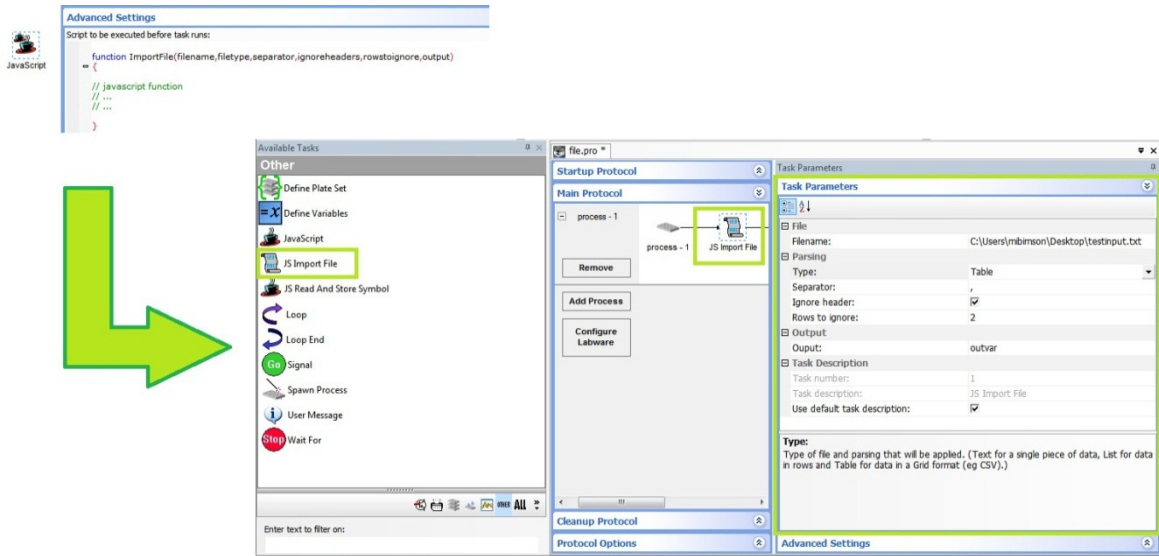 Advanced Settings
Script to be executed before task runs:
JavaScript
function ImportFile(filename,filetype,separator,ignoreheaders,rowstoignore,output)
{
// javascript function
// ...
// ...
}
Available Tasks
Other
Define Plate Set
=X Define Variables
JavaScript
JS Import File
JS Read And Store Symbol
Loop
Loop End
Go Signal
Spawn Process
User Message
Stop Wait For
OTHER ALL
Enter text to filter on:
file.pro *
Startup Protocol
Main Protocol
process - 1
process - 1
JS Import File
Remove
Add Process
Configure
Labware
Cleanup Protocol
Protocol Options
Task Parameters
Task Parameters
File
Filename: C:\Users\mbimson\Desktop\testinput.txt
Parsing
Type: Table
Separator: ,
Ignore header:
Rows to ignore: 2
Output
Ouput: outvar
Task Description
Task number: 1
Task description: JS Import File
Use default task description:
Type:
Type of file and parsing that will be applied. (Text for a single piece of data, List for data
in rows and Table for data in a Grid format (eg CSV).)
Advanced Settings